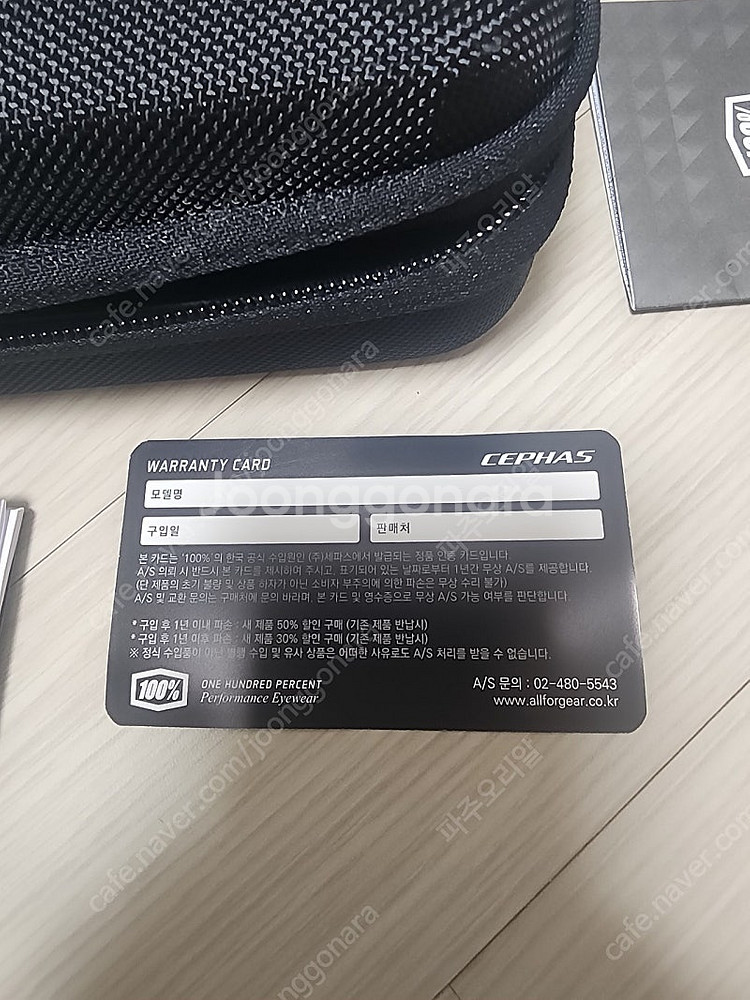 100%
WARRANTY CARD
CEPHAS
모델명
Joonggonara
구입일
판매처
본 카드는 '100%'의 한국 공식 수입원인 (주)세파스에서 발급되는 정품 인증 카드입니다.
A/S 의뢰 시 반드시 본 카드를 제시하여 주시고, 표기되어 있는 날짜로부터 1년간 무상 A/S를 제공합니다.
(단 제품의 초기 불량 및 상품 하자가 아닌 소비자 부주의에 의한 파손은 무상 수리 불가)
A/S 및 교환 문의는 구매처에 문의 바라며, 본 카드 및 영수증으로 무상 A/S 가능 여부를 판단합니다.
* 구입 후 1년 이내 파손 : 새 제품 50% 할인 구매 (기존 제품 반납시)
* 구입 후 1년 이후 파손 : 새 제품 30% 할인 구매 (기존 제품 반납시)
※ 정식 수입품이 아닌 병행 수입 및 유사 상품은 어떠한 사유로도 A/S 처리를 받을 수 없습니다.
100%
ONE HUNDRED PERCENT
Performance Eyewear
A/S 문의 : 02-480-5543
www.allforgear.co.kr
cafe.naver.com/joonggonara
파주오리알